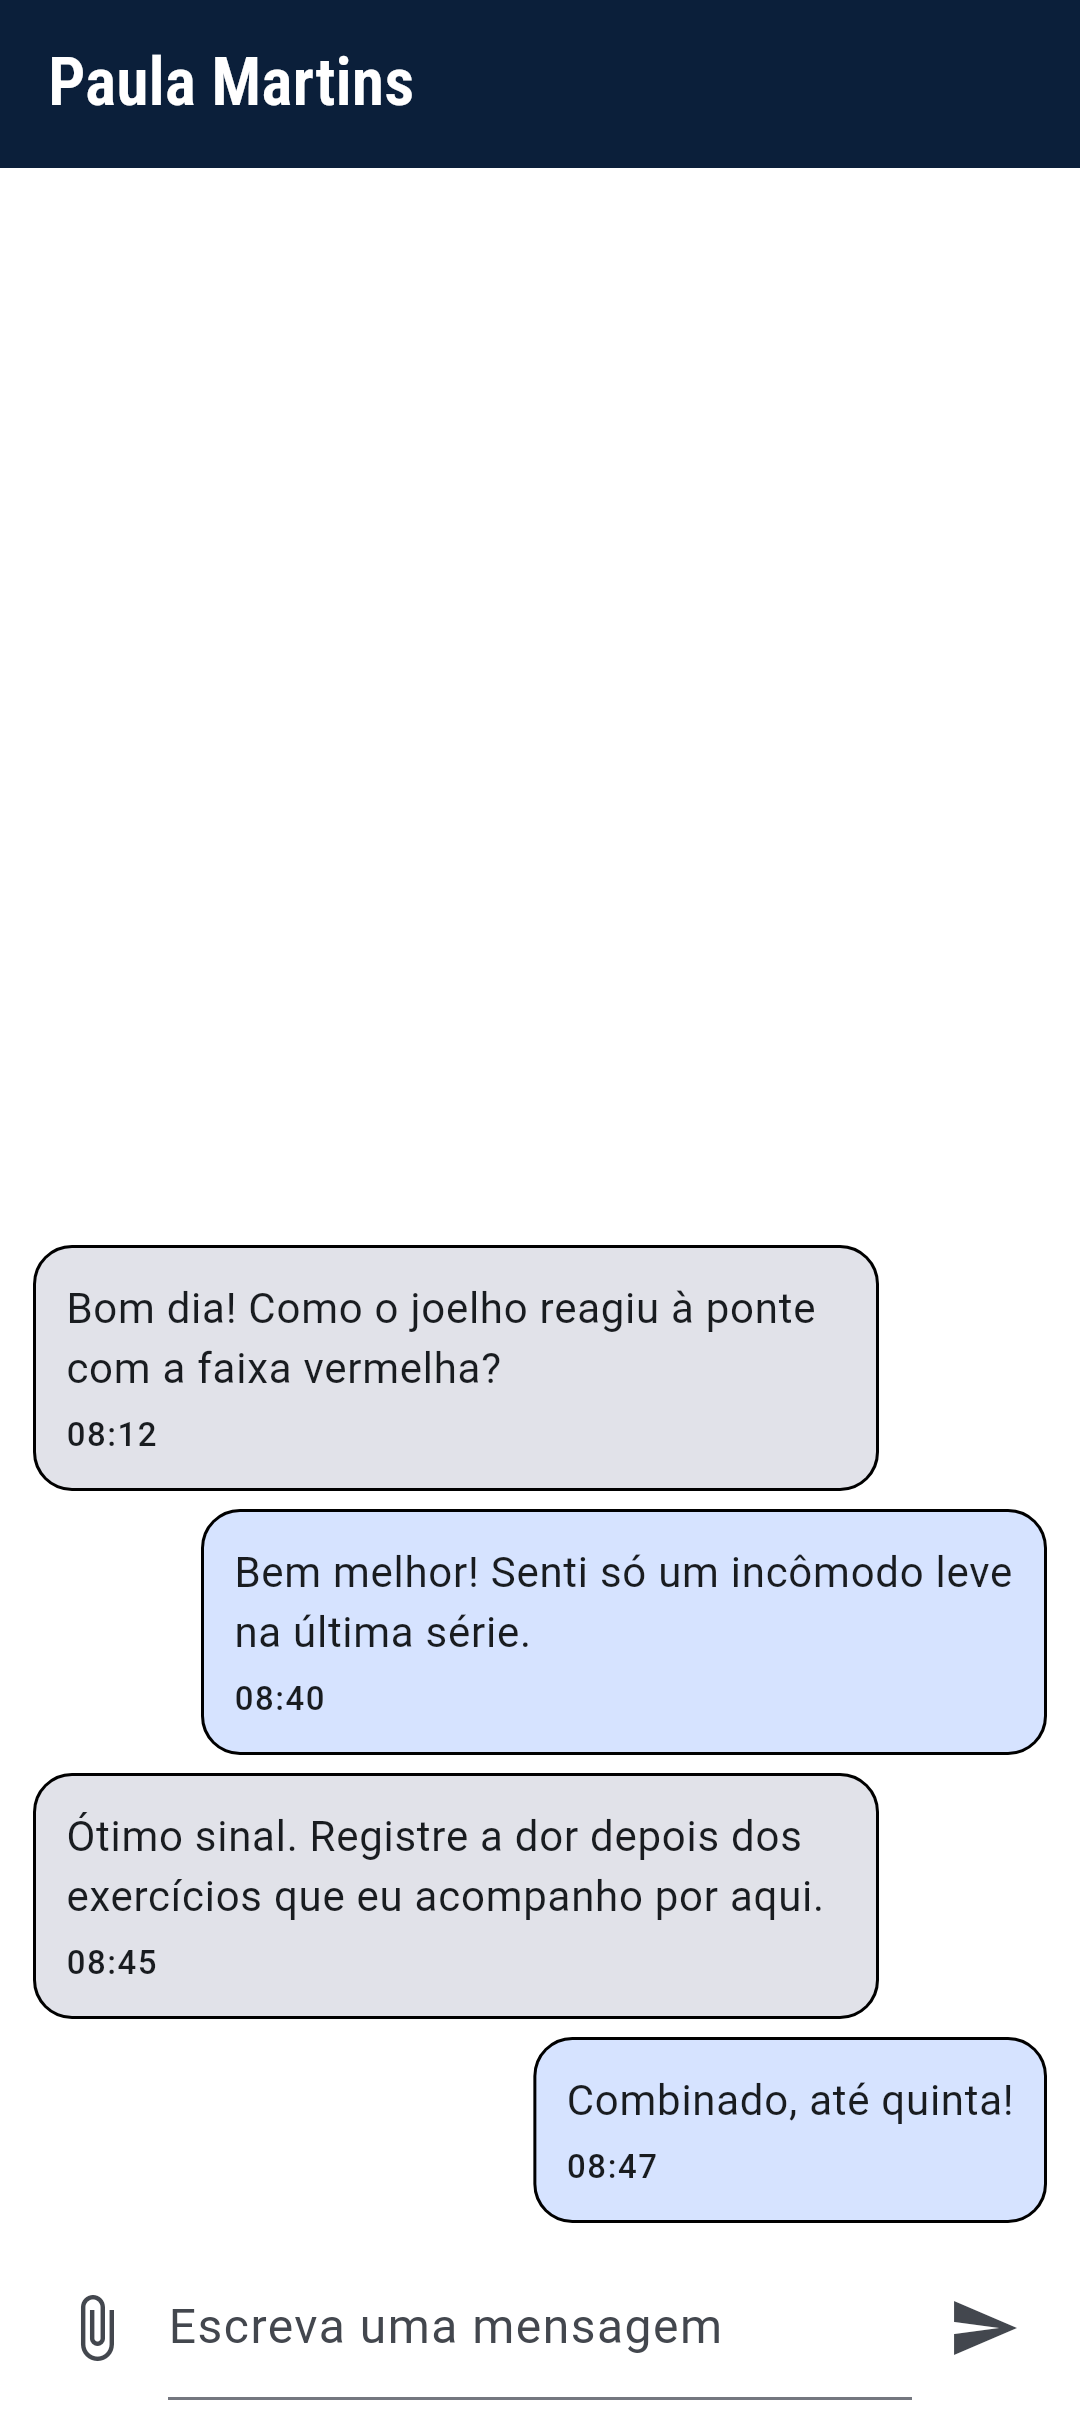 Paula Martins
Bom dia! Como o joelho reagiu à ponte
com a faixa vermelha?
08:12
Bem melhor! Senti só um incômodo leve
na última série.
08:40
Ótimo sinal. Registre a dor depois dos
exercícios que eu acompanho por aqui.
08:45
Combinado, até quinta!
08:47
Escreva uma mensagem